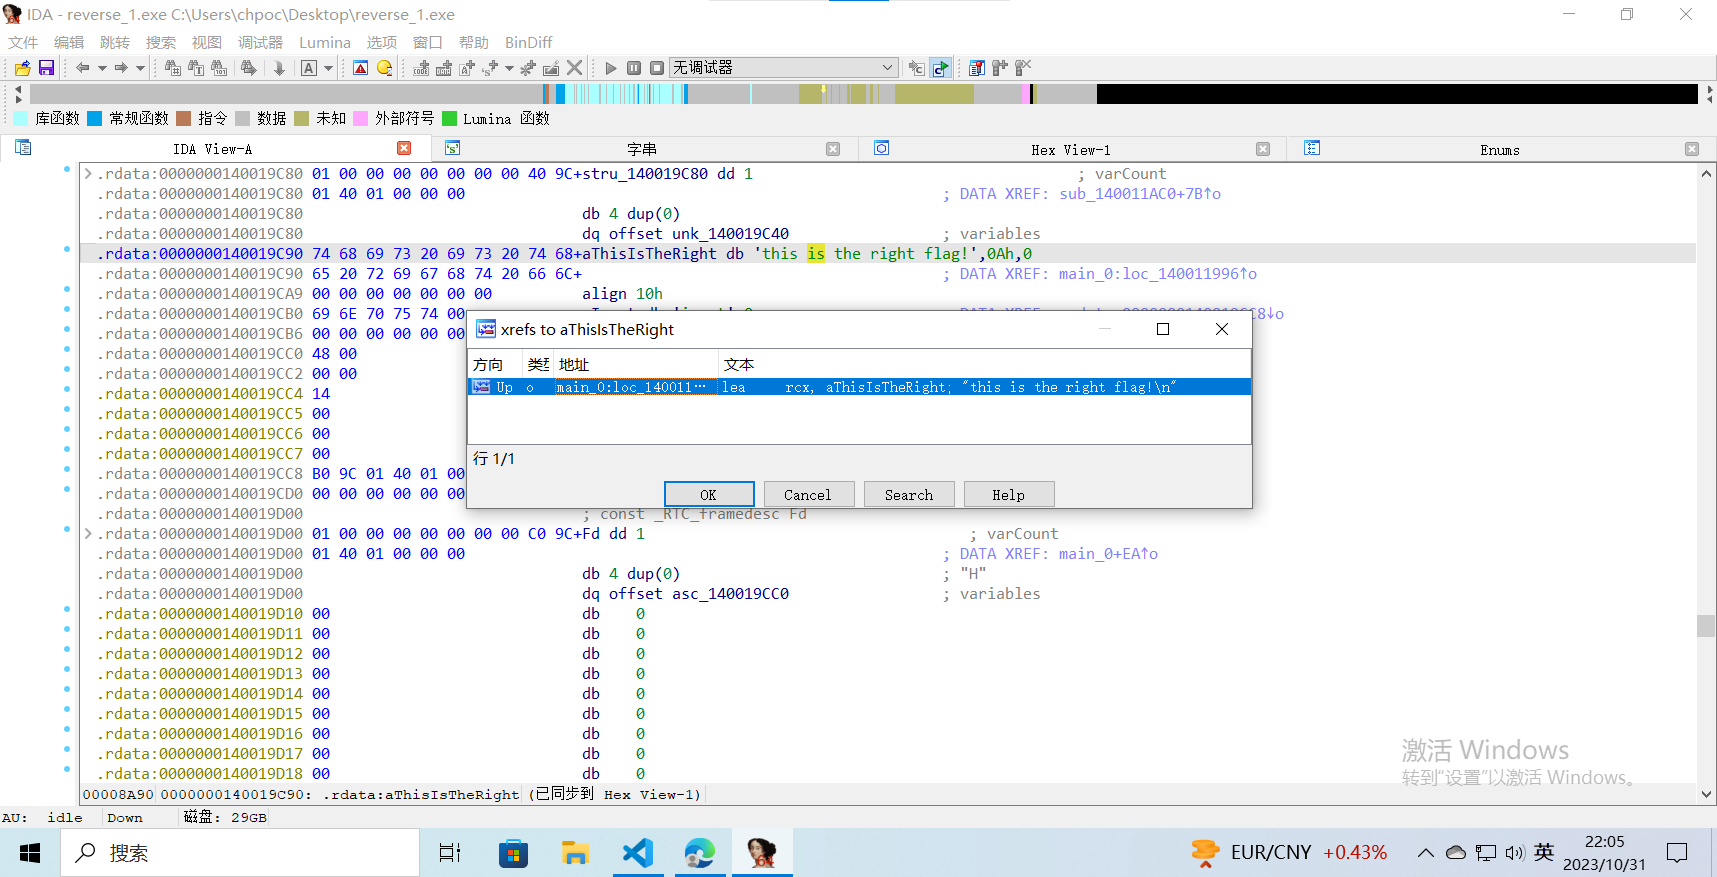 IDA - reverse_1.exe C:\Users\chpoc\Desktop\reverse_1.exe
文件 编辑 跳转 搜索 视图 调试器 Lumina 选项 窗口 帮助 BinDiff
无调试器
库函数 常规函数 指令 数据 未知 外部符号 Lumina 函数
IDA View-A 字串 Hex View-1 Enums
.rdata:0000000140019C80 01 00 00 00 00 00 00 00 40 9C+stru_140019C80 dd 1 ; varCount
.rdata:0000000140019C80 01 40 01 00 00 00 ; DATA XREF: sub_140011AC0+7B↑o
.rdata:0000000140019C80 db 4 dup(0)
.rdata:0000000140019C80 dq offset unk_140019C40 ; variables
.rdata:0000000140019C90 74 68 69 73 20 69 73 20 74 68+aThisIsTheRight db 'this is the right flag!',0Ah,0
.rdata:0000000140019C90 65 20 72 69 67 68 74 20 66 6C+ ; DATA XREF: main_0:loc_140011996↑o
.rdata:0000000140019CA9 00 00 00 00 00 00 00 align 10h
.rdata:0000000140019CB0 69 6E 70 75 74 00
.rdata:0000000140019CB6 00 00 00 00 00 00
.rdata:0000000140019CC0 48 00
.rdata:0000000140019CC2 00 00
.rdata:0000000140019CC4 14
.rdata:0000000140019CC5 00
.rdata:0000000140019CC6 00
.rdata:0000000140019CC7 00
.rdata:0000000140019CC8 B0 9C 01 40 01 00
.rdata:0000000140019CD0 00 00 00 00 00 00
xrefs to aThisIsTheRight
方向 类型 地址 文本
Up o main_0:loc_140011… lea rcx, aThisIsTheRight; "this is the right flag!\n"
行 1/1
OK Cancel Search Help
.rdata:0000000140019D00 ; const _RTC_framedesc Fd
.rdata:0000000140019D00 01 00 00 00 00 00 00 00 C0 9C+Fd dd 1 ; varCount
.rdata:0000000140019D00 01 40 01 00 00 00 ; DATA XREF: main_0+EA↑o
.rdata:0000000140019D00 db 4 dup(0) ; "H"
.rdata:0000000140019D00 dq offset asc_140019CC0 ; variables
.rdata:0000000140019D10 00 db 0
.rdata:0000000140019D11 00 db 0
.rdata:0000000140019D12 00 db 0
.rdata:0000000140019D13 00 db 0
.rdata:0000000140019D14 00 db 0
.rdata:0000000140019D15 00 db 0
.rdata:0000000140019D16 00 db 0
.rdata:0000000140019D17 00 db 0
.rdata:0000000140019D18 00 db 0
激活 Windows
转到“设置”以激活 Windows。
00008A90 0000000140019C90: .rdata:aThisIsTheRight (已同步到 Hex View-1)
AU: idle Down 磁盘: 29GB
搜索
EUR/CNY +0.43%
英
22:05
2023/10/31